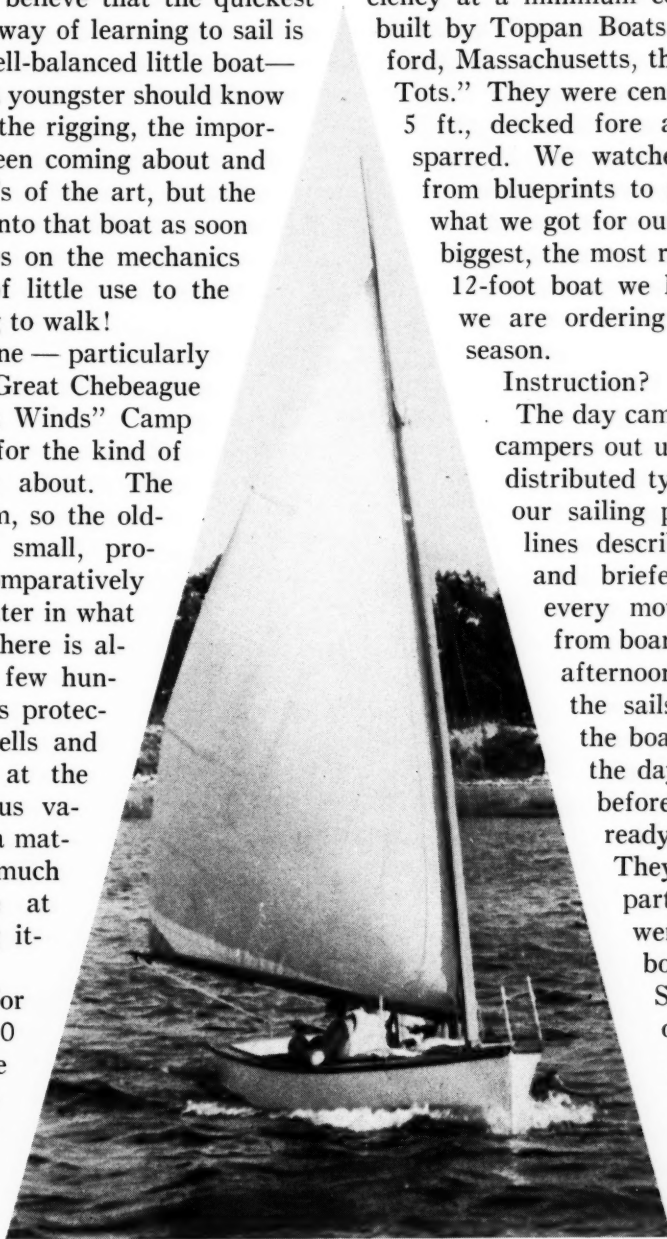 believe that the quickest
way of learning to sail is
ell-balanced little boat—
youngster should know
the rigging, the impor-
een coming about and
s of the art, but the
nto that boat as soon
s on the mechanics
f little use to the
to walk!
ne — particularly
Great Chebeague
Winds” Camp
for the kind of
about. The
m, so the old-
small, pro-
mparatively
ter in what
here is al-
few hun-
s protec-
ells and
at the
us va-
a mat-
much
at
it-
or
0
e
ciency at a minimum
built by Toppan Boats
ford, Massachusetts, th
Tots.” They were cen
5 ft., decked fore a
sparred. We watche
from blueprints to
what we got for ou
biggest, the most r
12-foot boat we
we are ordering
season.
Instruction?
The day cam
campers out u
distributed ty
our sailing p
lines descri
and briefe
every mo
from boar
afternoon
the sails
the boa
the day
before
ready
They
part
wer
bo
S